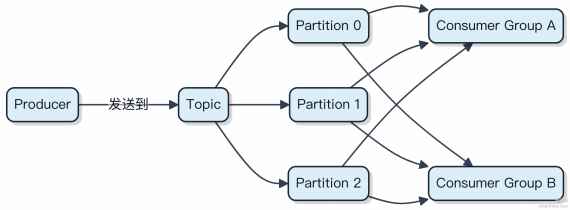 Producer
发送到
Topic
Partition 0
Partition 1
Partition 2
Consumer Group A
Consumer Group B